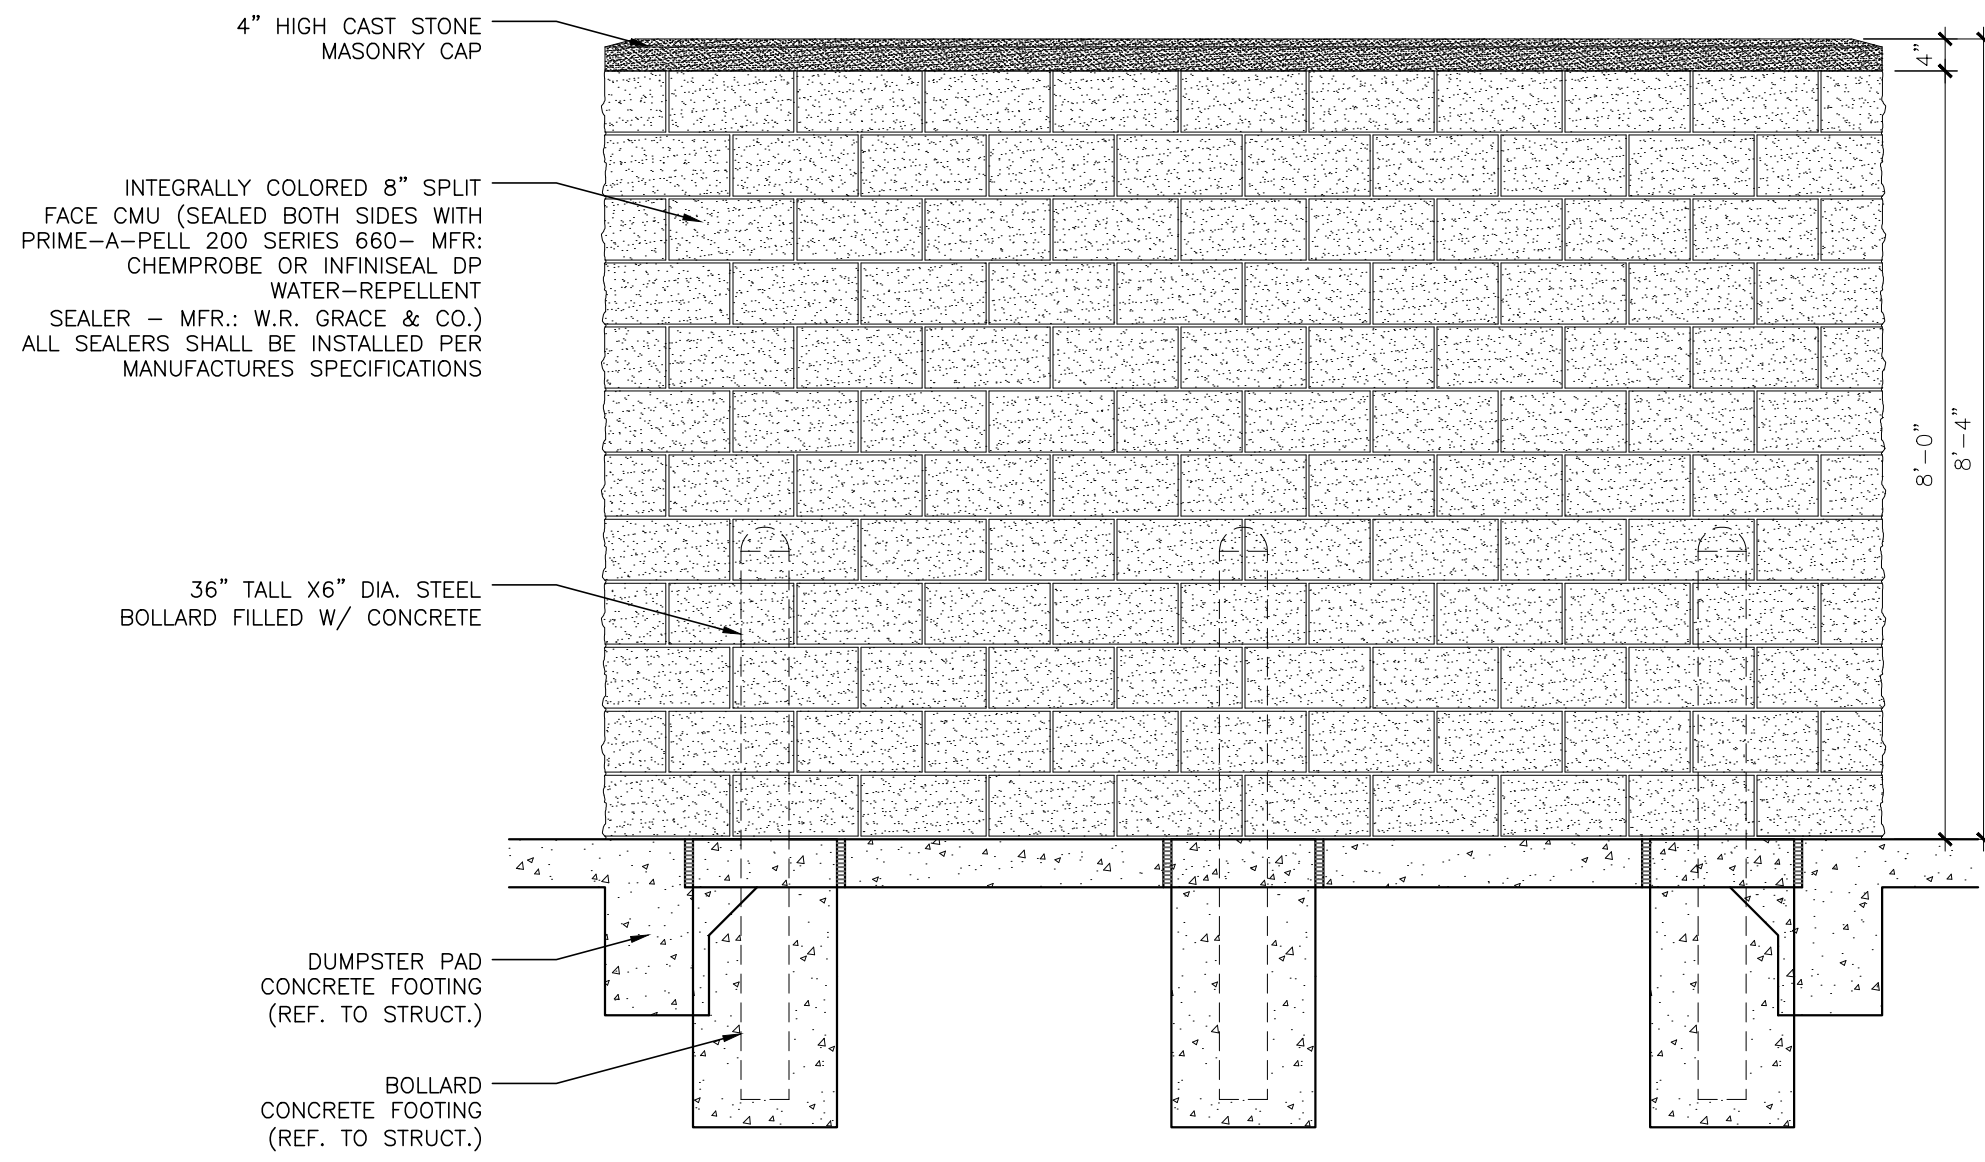 4" HIGH CAST STONE
MASONRY CAP
4"
INTEGRALLY COLORED 8" SPLIT
FACE CMU (SEALED BOTH SIDES WITH
PRIME-A-PELL 200 SERIES 660- MFR:
CHEMPROBE OR INFINISEAL DP
WATER-REPELLENT
SEALER - MFR.: W.R. GRACE & CO.)
ALL SEALERS SHALL BE INSTALLED PER
MANUFACTURES SPECIFICATIONS
8'-0"
8'-4"
36" TALL X6" DIA. STEEL
BOLLARD FILLED W/ CONCRETE
DUMPSTER PAD
CONCRETE FOOTING
(REF. TO STRUCT.)
BOLLARD
CONCRETE FOOTING
(REF. TO STRUCT.)